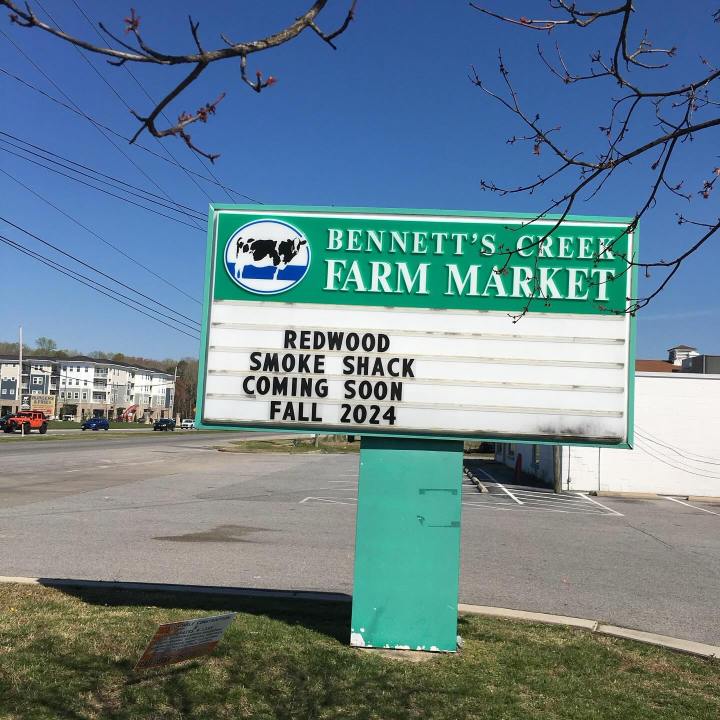 BENNETT'S CREEK
FARM MARKET
REDWOOD
SMOKE SHACK
COMING SOON
FALL 2024